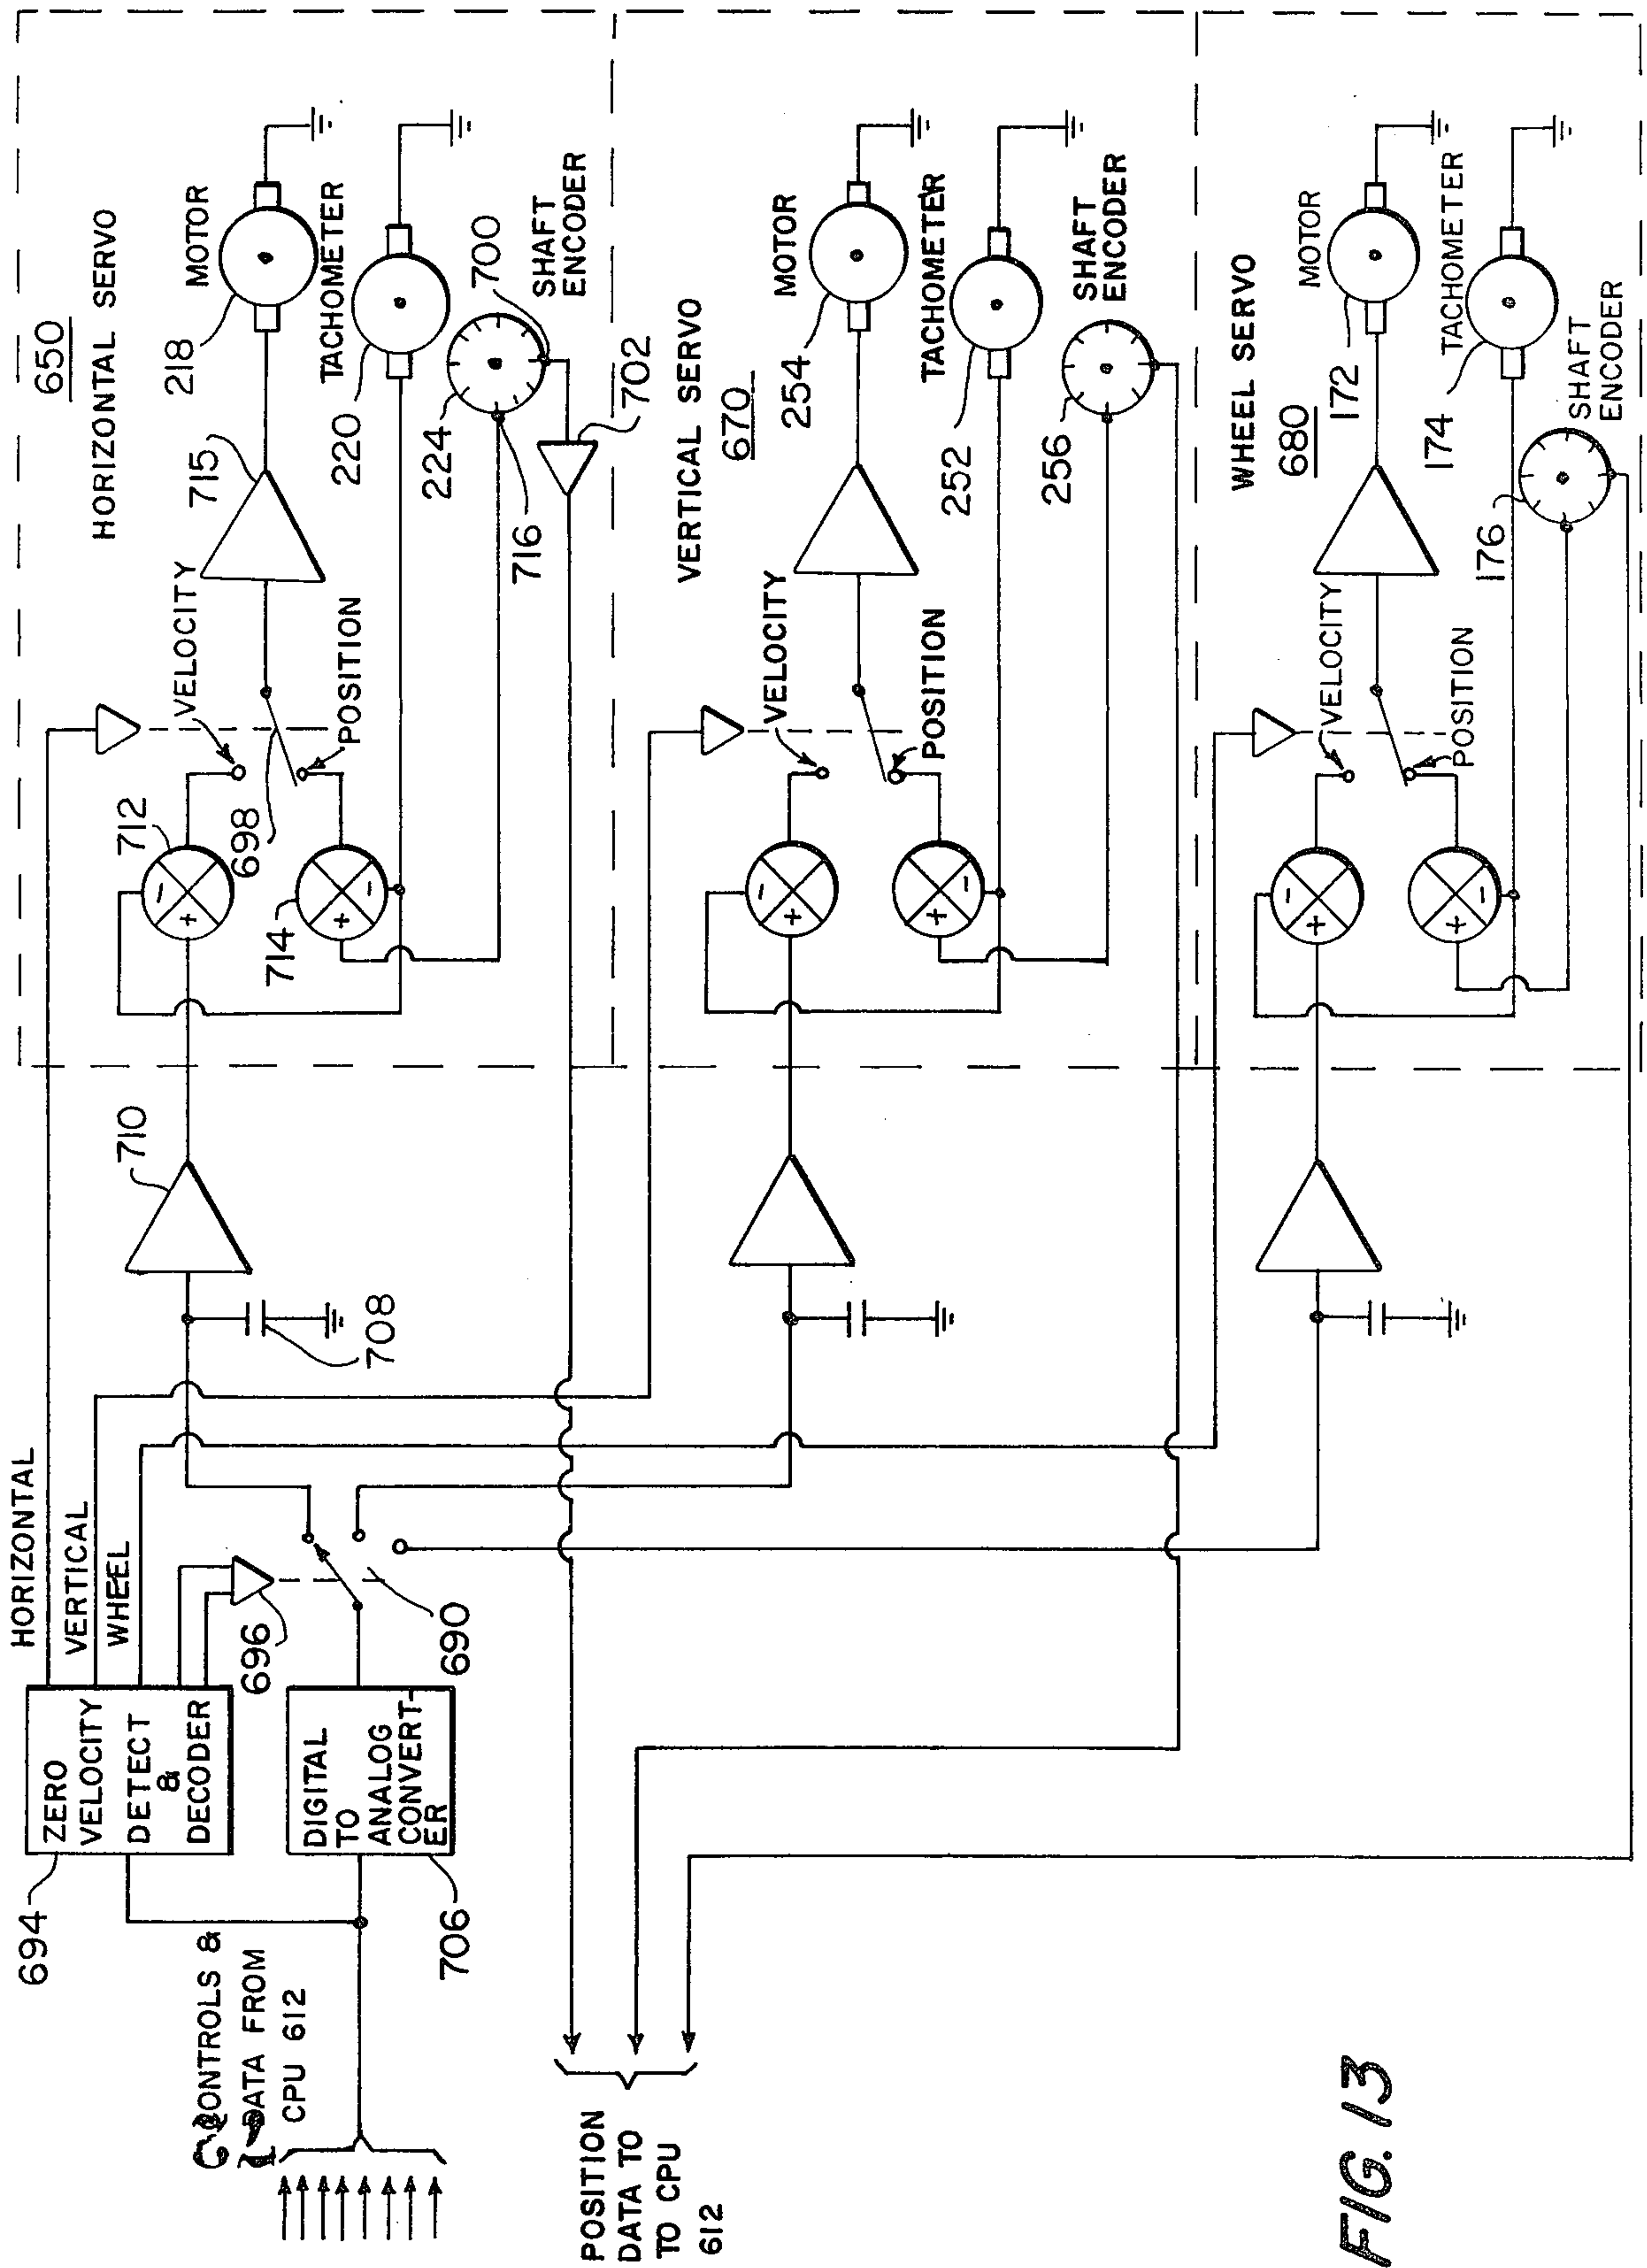 HORIZONTAL
VERTICAL
WHEEL
694
ZERO
VELOCITY
DETECT
&
DECODER
696
690
CONTROLS &
DATA FROM
CPU 612
DIGITAL
TO
ANALOG
CONVERT-
ER
706
POSITION
DATA TO
TO CPU
612
708
710
650
HORIZONTAL SERVO
712
-
+
714
+
-
698
VELOCITY
POSITION
715
218
MOTOR
220
TACHOMETER
224
716
700
SHAFT
ENCODER
702
VERTICAL SERVO
670
-
+
+
-
VELOCITY
POSITION
254
MOTOR
252
TACHOMETER
256
SHAFT
ENCODER
WHEEL SERVO
680
-
+
+
-
VELOCITY
POSITION
172
MOTOR
174
TACHOMETER
176
SHAFT
ENCODER
FIG. 13